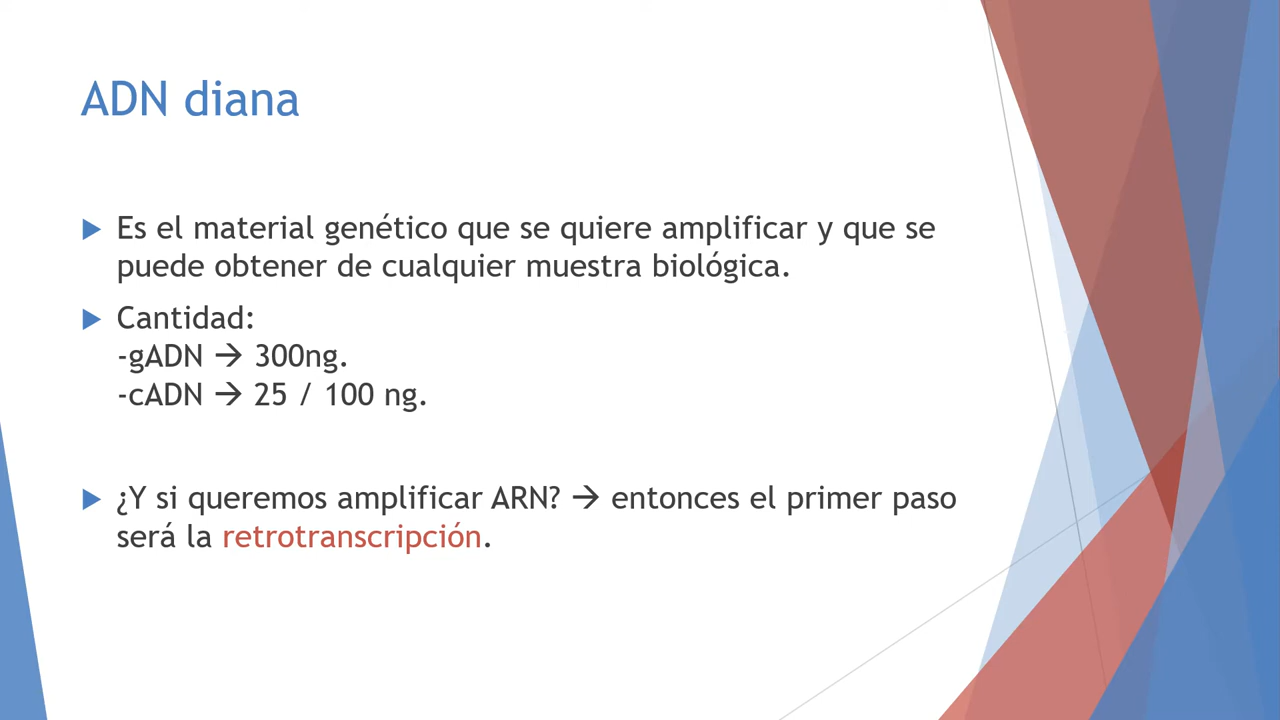 ADN diana
Es el material genético que se quiere amplificar y que se
puede obtener de cualquier muestra biológica.
Cantidad:
-gADN → 300ng.
-cADN → 25 / 100 ng.
¿Y si queremos amplificar ARN? → entonces el primer paso
será la retrotranscripción.